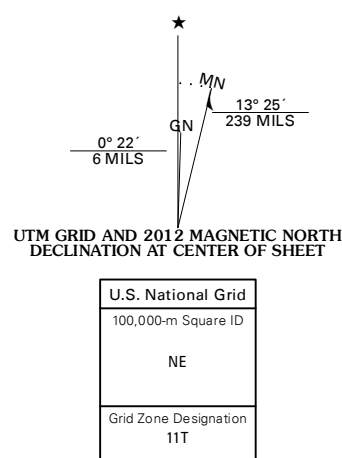 ★
MN
GN
13° 25´
239 MILS
0° 22´
6 MILS
UTM GRID AND 2012 MAGNETIC NORTH
DECLINATION AT CENTER OF SHEET
U.S. National Grid
100,000-m Square ID
NE
Grid Zone Designation
11T